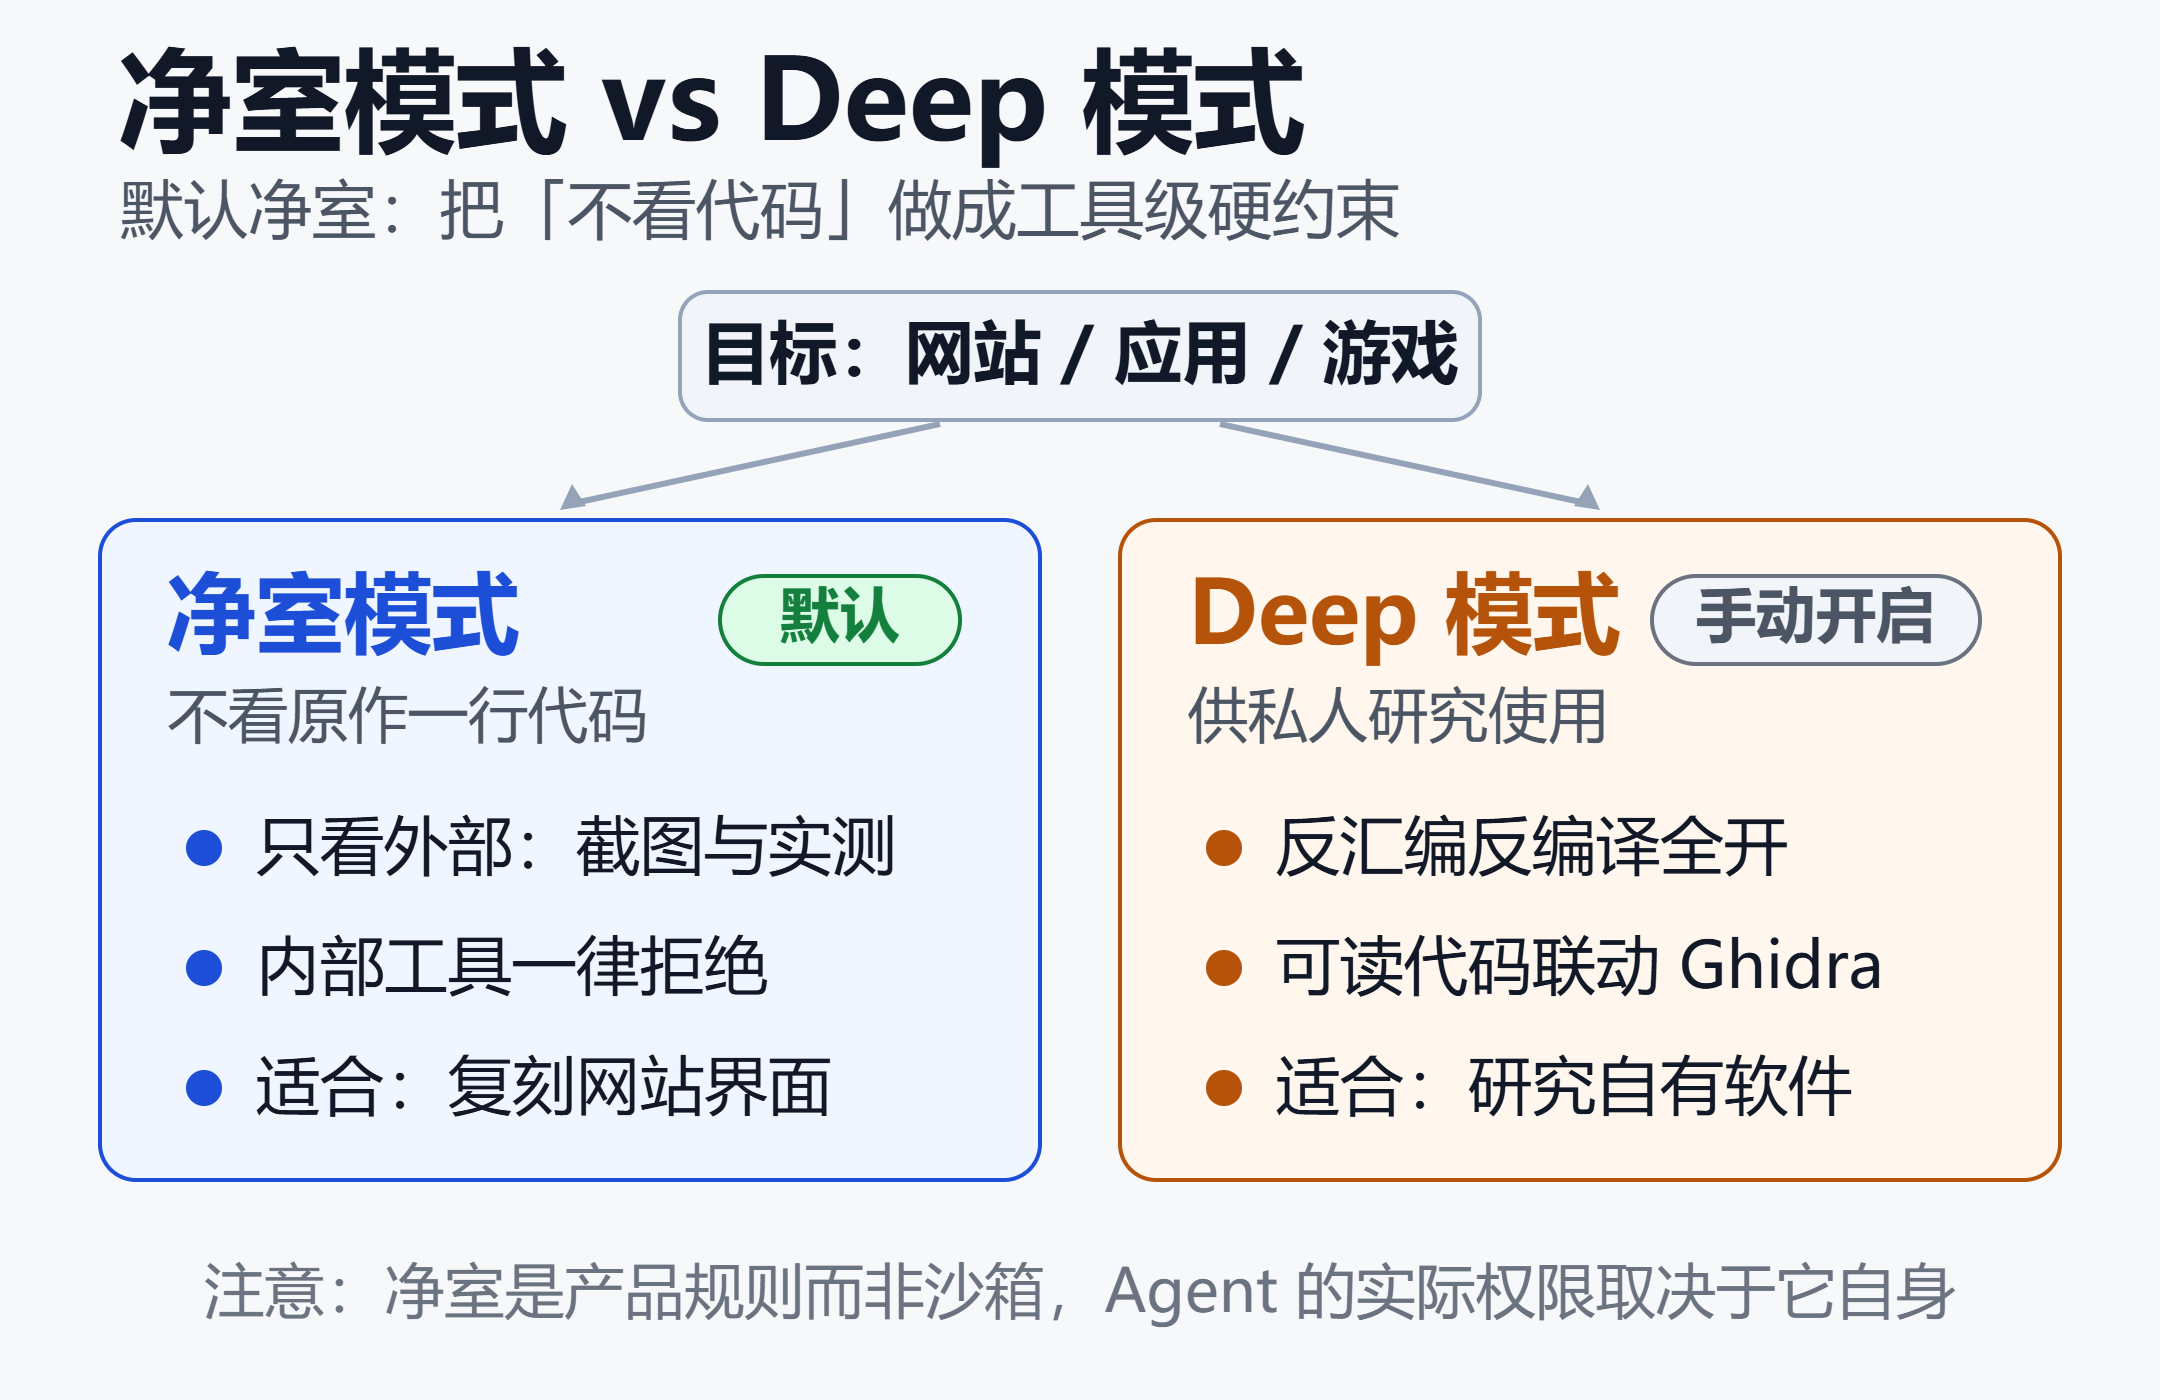 净室模式 vs Deep 模式
默认净室：把「不看代码」做成工具级硬约束
目标：网站 / 应用 / 游戏
净室模式
默认
不看原作一行代码
只看外部：截图与实测
内部工具一律拒绝
适合：复刻网站界面
Deep 模式
手动开启
供私人研究使用
反汇编反编译全开
可读代码联动 Ghidra
适合：研究自有软件
注意：净室是产品规则而非沙箱，Agent 的实际权限取决于它自身